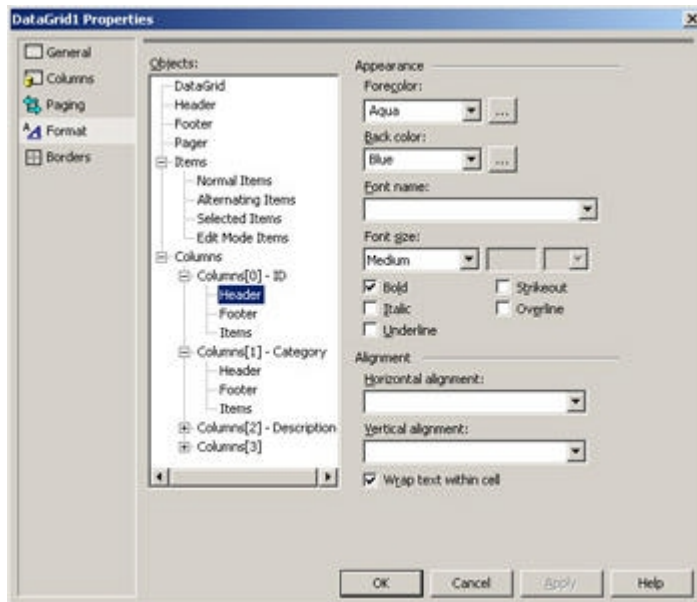 DataGrid1 Properties
General
Columns
Paging
Format
Borders
Objects:
DataGrid
Header
Footer
Pager
Items
Normal Items
Alternating Items
Selected Items
Edit Mode Items
Columns
Columns[0] - ID
Header
Footer
Items
Columns[1] - Category
Header
Footer
Items
Columns[2] - Description
Columns[3]
Appearance
Forecolor:
Aqua
...
Back color:
Blue
...
Font name:
Font size:
Medium
Bold
Strikeout
Italic
Overline
Underline
Alignment
Horizontal alignment:
Vertical alignment:
Wrap text within cell
OK
Cancel
Apply
Help